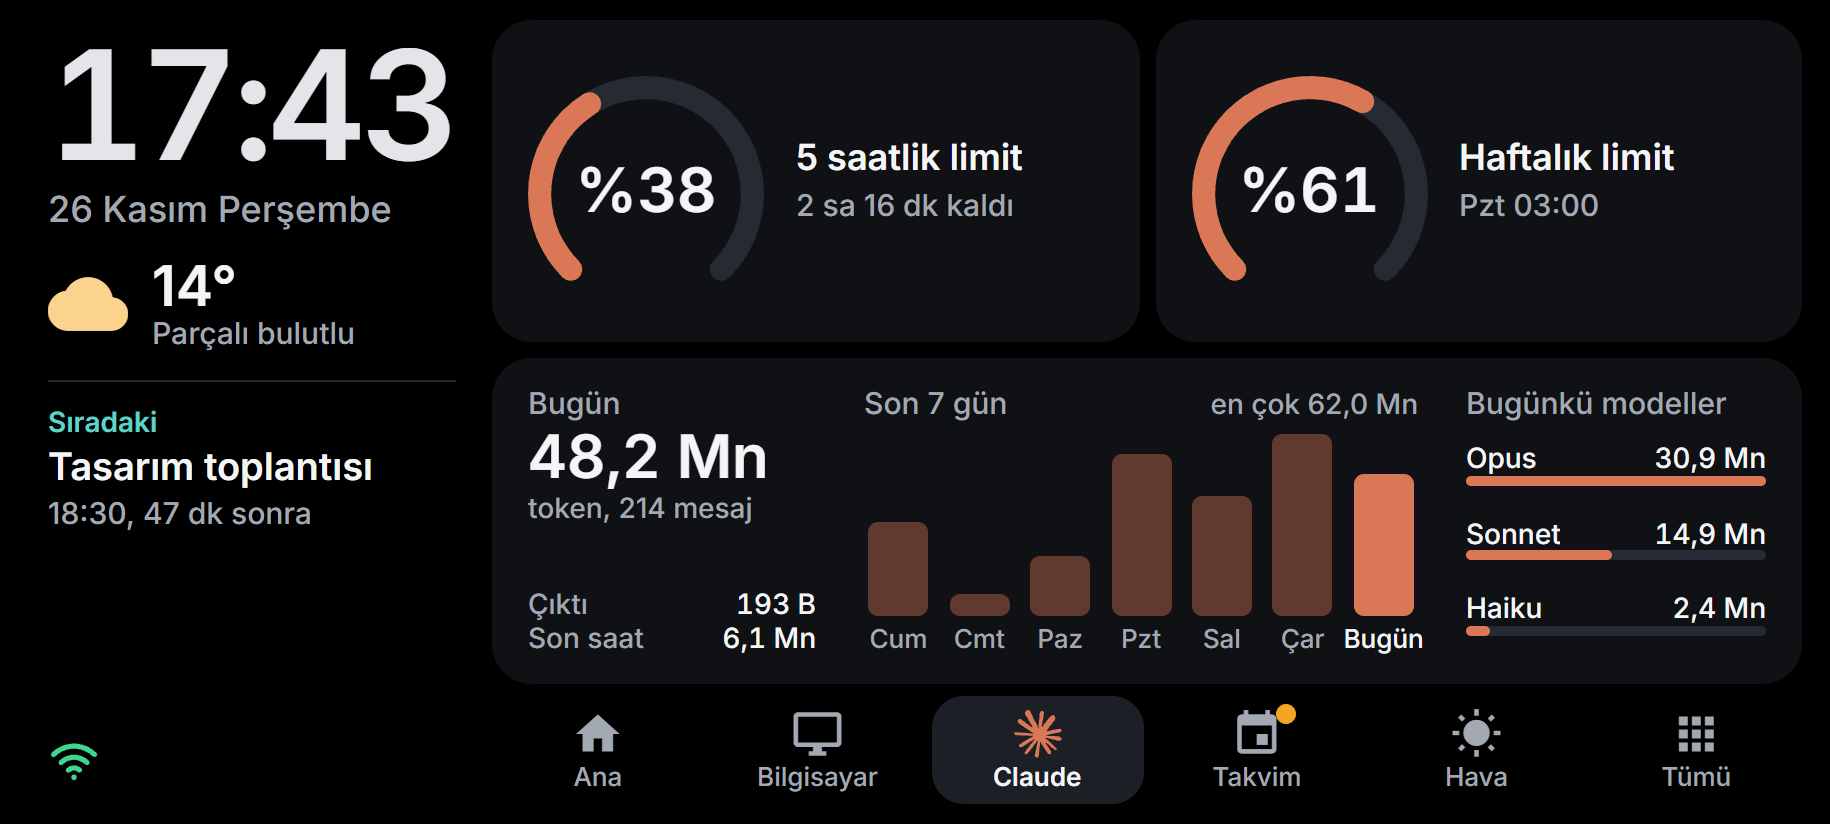 17:43
26 Kasım Perşembe
14°
Parçalı bulutlu
Sıradaki
Tasarım toplantısı
18:30, 47 dk sonra
%38
5 saatlik limit
2 sa 16 dk kaldı
%61
Haftalık limit
Pzt 03:00
Bugün
48,2 Mn
token, 214 mesaj
Çıktı 193 B
Son saat 6,1 Mn
Son 7 gün en çok 62,0 Mn
Cum Cmt Paz Pzt Sal Çar Bugün
Bugünkü modeller
Opus 30,9 Mn
Sonnet 14,9 Mn
Haiku 2,4 Mn
Ana Bilgisayar Claude Takvim Hava Tümü